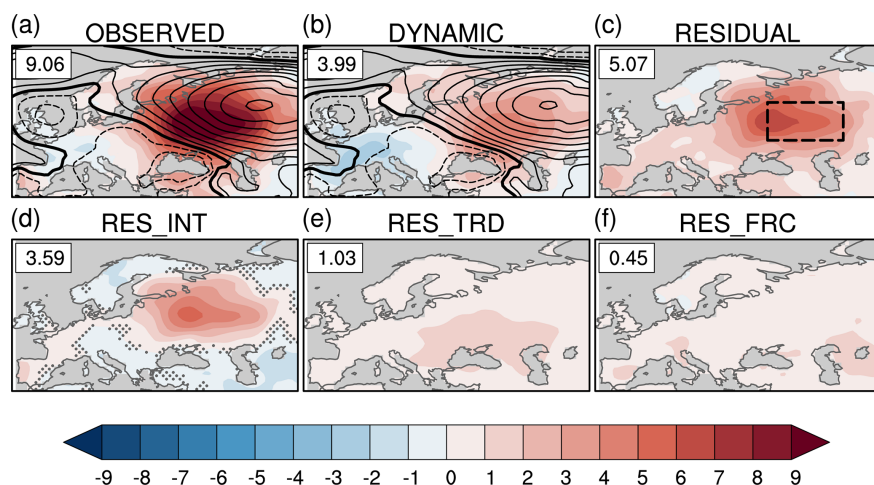 (a) OBSERVED
9.06
(b) DYNAMIC
3.99
(c) RESIDUAL
5.07
(d) RES_INT
3.59
(e) RES_TRD
1.03
(f) RES_FRC
0.45
-9 -8 -7 -6 -5 -4 -3 -2 -1 0 1 2 3 4 5 6 7 8 9